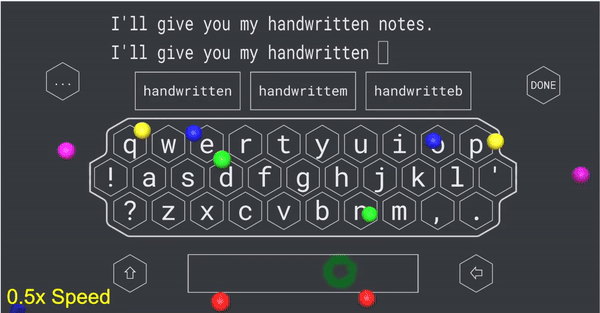 I'll give you my handwritten notes.
I'll give you my handwritten
... DONE
handwritten handwrittem handwritteb
q w e r t y u i o p
! a s d f g h j k l '
? z x c v b n m , .
⇧ ⇦
0.5x Speed